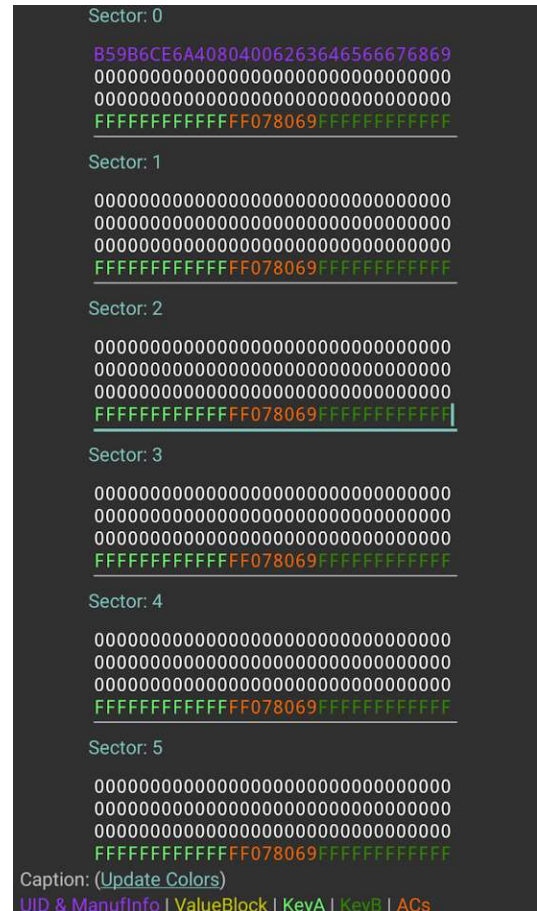 Sector: 0
B59B6CE6A40804006263646566676869
00000000000000000000000000000000
00000000000000000000000000000000
FFFFFFFFFFFFFF078069FFFFFFFFFFFF
Sector: 1
00000000000000000000000000000000
00000000000000000000000000000000
00000000000000000000000000000000
FFFFFFFFFFFFFF078069FFFFFFFFFFFF
Sector: 2
00000000000000000000000000000000
00000000000000000000000000000000
00000000000000000000000000000000
FFFFFFFFFFFFFF078069FFFFFFFFFFFF
Sector: 3
00000000000000000000000000000000
00000000000000000000000000000000
00000000000000000000000000000000
FFFFFFFFFFFFFF078069FFFFFFFFFFFF
Sector: 4
00000000000000000000000000000000
00000000000000000000000000000000
00000000000000000000000000000000
FFFFFFFFFFFFFF078069FFFFFFFFFFFF
Sector: 5
00000000000000000000000000000000
00000000000000000000000000000000
00000000000000000000000000000000
FFFFFFFFFFFFFF078069FFFFFFFFFFFF
Caption: (Update Colors)
UID & ManufInfo | ValueBlock | KeyA | KeyB | ACs